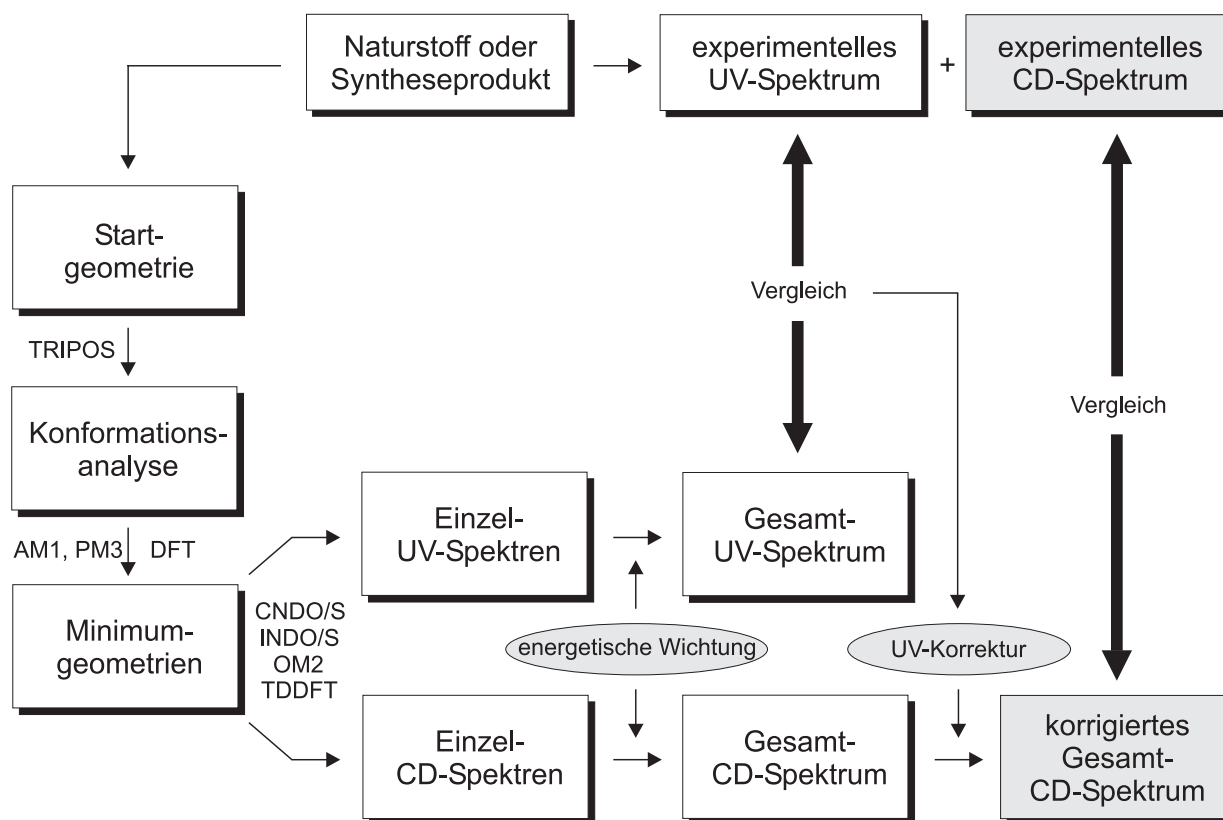 Naturstoff oder
Syntheseprodukt
experimentelles
UV-Spektrum
+
experimentelles
CD-Spektrum
Start-
geometrie
TRIPOS
Vergleich
Konformations-
analyse
Vergleich
AM1, PM3 DFT
Minimum-
geometrien
CNDO/S
INDO/S
OM2
TDDFT
Einzel-
UV-Spektren
Gesamt-
UV-Spektrum
energetische Wichtung
UV-Korrektur
Einzel-
CD-Spektren
Gesamt-
CD-Spektrum
korrigiertes
Gesamt-
CD-Spektrum